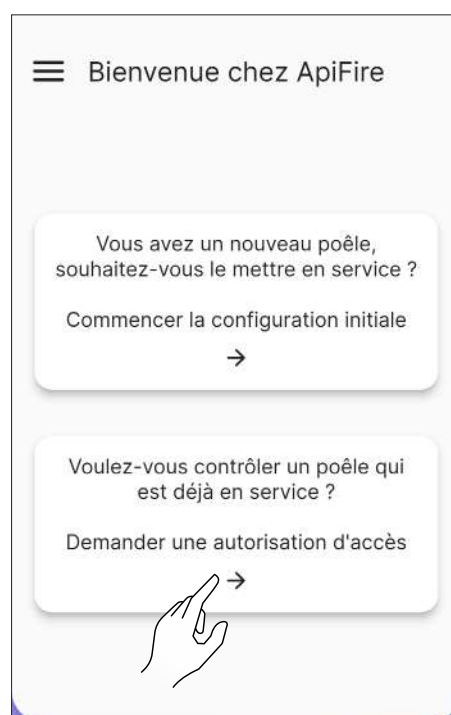 Bienvenue chez ApiFire
Vous avez un nouveau poêle,
souhaitez-vous le mettre en service ?
Commencer la configuration initiale
Voulez-vous contrôler un poêle qui
est déjà en service ?
Demander une autorisation d'accès